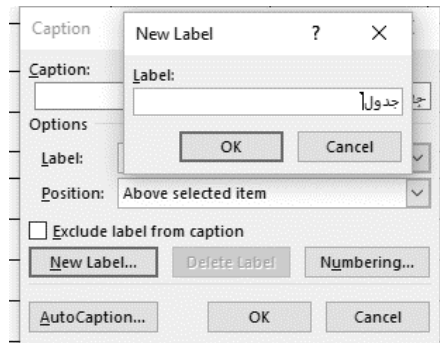 Caption
New Label ? X
Caption:
Label:
جدول
Options
OK Cancel
Label:
Position: Above selected item
Exclude label from caption
New Label... Delete Label Numbering...
AutoCaption... OK Cancel